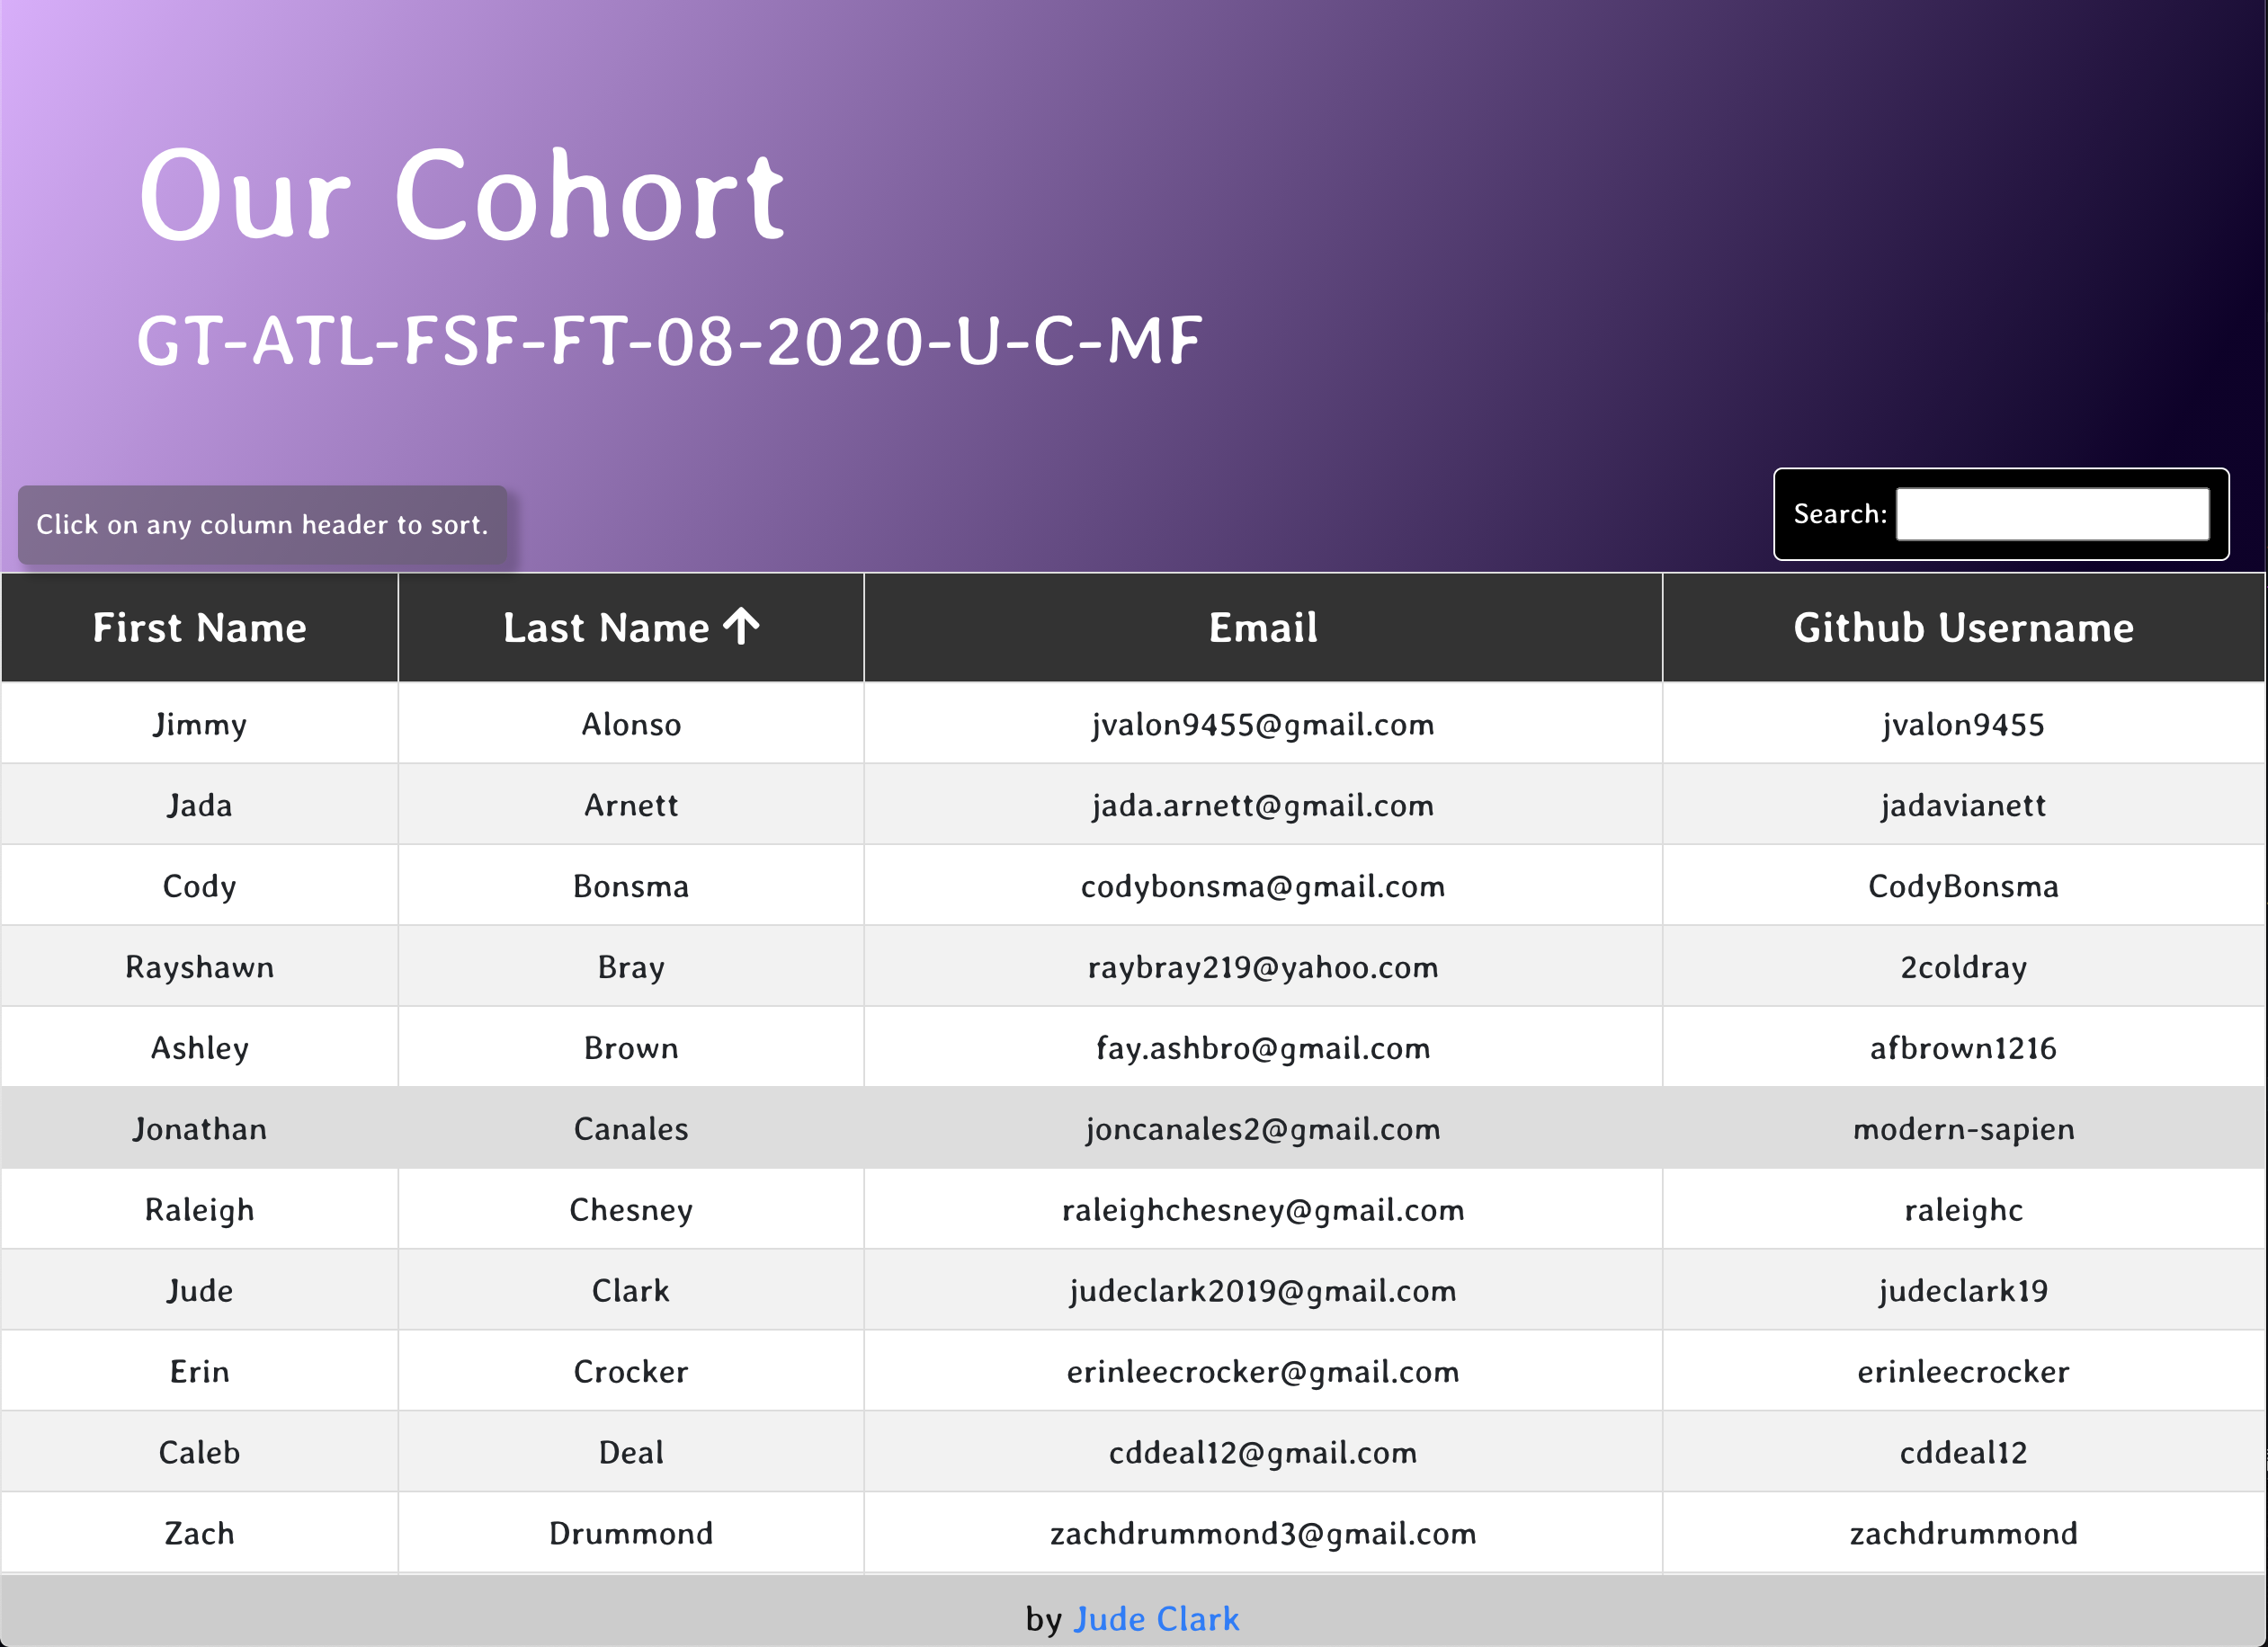 Our Cohort
GT-ATL-FSF-FT-08-2020-U-C-MF
Click on any column header to sort.
Search:
First Name Last Name Email Github Username
Jimmy Alonso jvalon9455@gmail.com jvalon9455
Jada Arnett jada.arnett@gmail.com jadavianett
Cody Bonsma codybonsma@gmail.com CodyBonsma
Rayshawn Bray raybray219@yahoo.com 2coldray
Ashley Brown fay.ashbro@gmail.com afbrown1216
Jonathan Canales joncanales2@gmail.com modern-sapien
Raleigh Chesney raleighchesney@gmail.com raleighc
Jude Clark judeclark2019@gmail.com judeclark19
Erin Crocker erinleecrocker@gmail.com erinleecrocker
Caleb Deal cddeal12@gmail.com cddeal12
Zach Drummond zachdrummond3@gmail.com zachdrummond
by Jude Clark